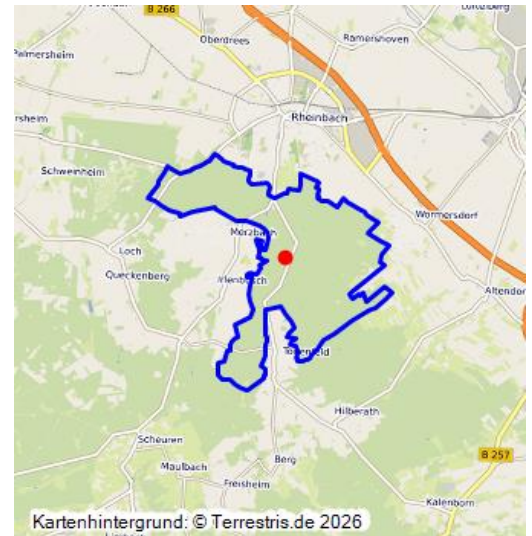 B 266
Oberdrees
Ramershoven
Palmersheim
Rheinbach
Schweinheim
Wormersdorf
Merzbach
Loch
Queckenberg
Irlenbusch
Altendorf
Todenfeld
Hilberath
Scheuren
Berg
B 257
Maulbach
Freisheim
Kalenborn
Kartenhintergrund: © Terrestris.de 2026